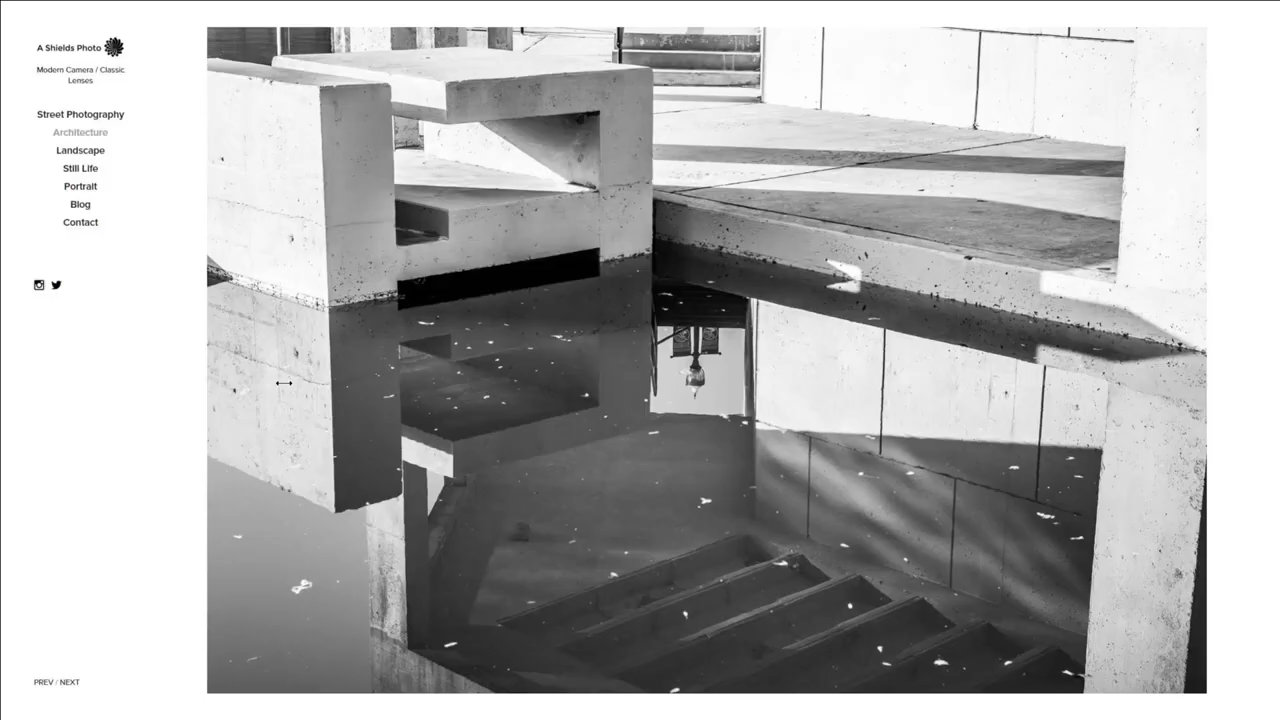 A Shields Photo
Modern Camera / Classic
Lenses
Street Photography
Architecture
Landscape
Still Life
Portrait
Blog
Contact
PREV / NEXT